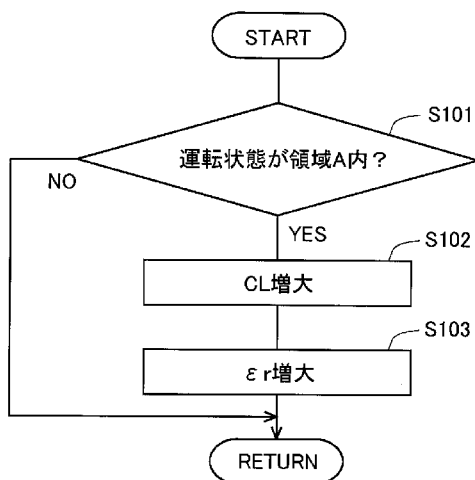 START
S101
運転状態が領域A内？
NO
YES
S102
CL増大
S103
εr増大
RETURN